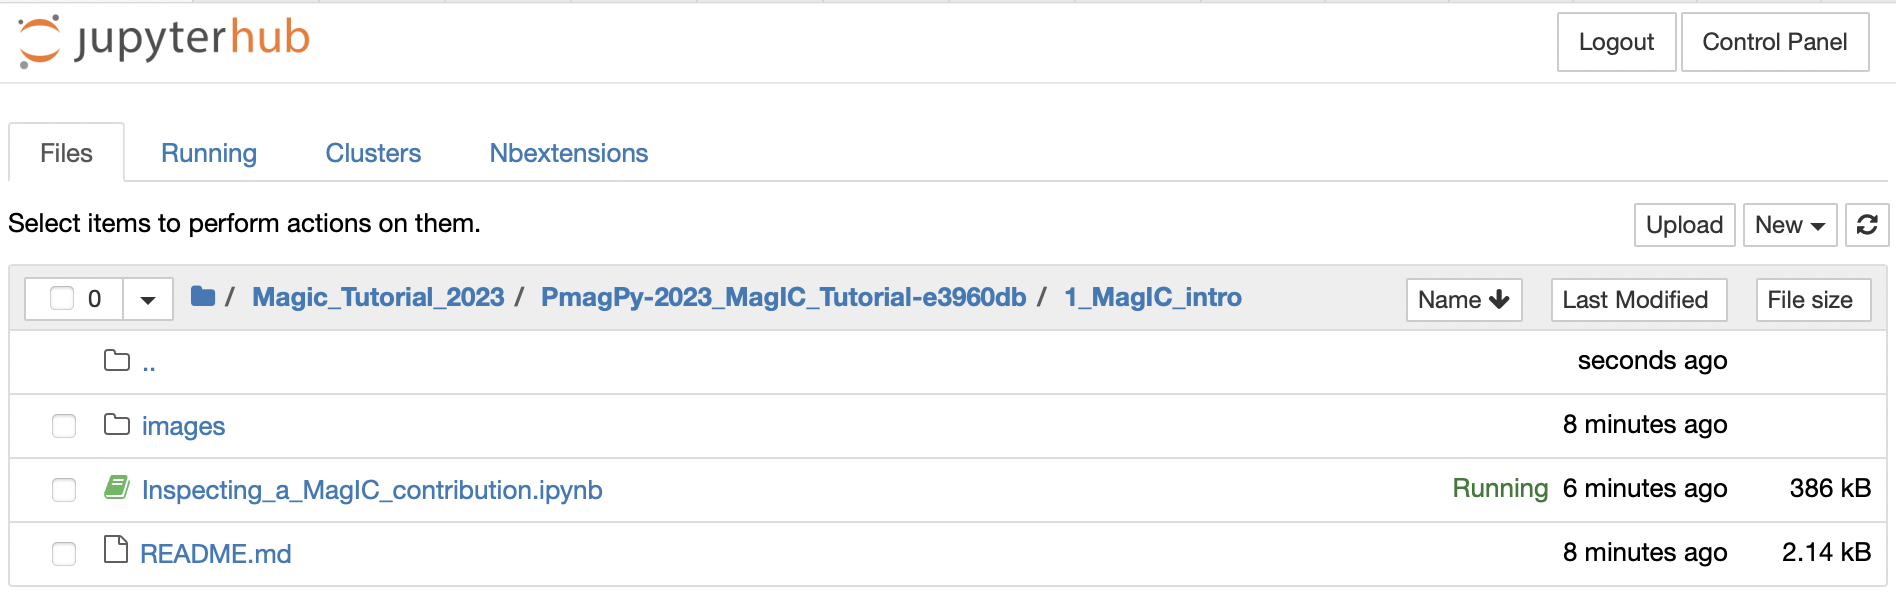 jupyterhub Logout Control Panel
Files Running Clusters Nbextensions
Select items to perform actions on them. Upload New
0 / Magic_Tutorial_2023 / PmagPy-2023_MagIC_Tutorial-e3960db / 1_MagIC_intro Name Last Modified File size
.. seconds ago
images 8 minutes ago
Inspecting_a_MagIC_contribution.ipynb Running 6 minutes ago 386 kB
README.md 8 minutes ago 2.14 kB